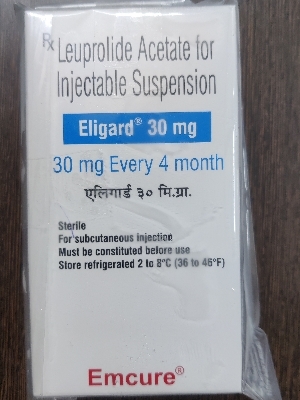 Rx Leuprolide Acetate for
Injectable Suspension
Eligard® 30 mg
30 mg Every 4 month
एलिगार्ड ३० मि.ग्रा.
Sterile
For subcutaneous injection
Must be constituted before use
Store refrigerated 2 to 8°C (36 to 46°F)
Emcure®